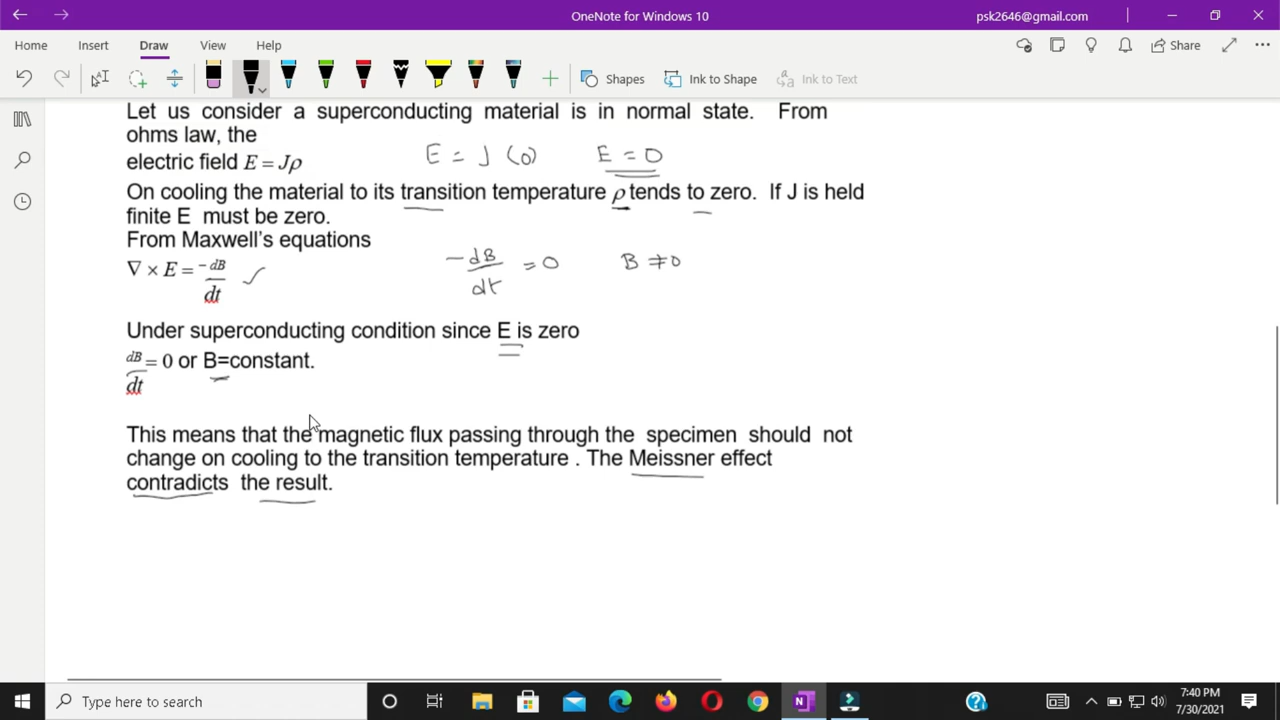 OneNote for Windows 10
psk2646@gmail.com
Home Insert Draw View Help
Share
Shapes Ink to Shape Ink to Text
Let us consider a superconducting material is in normal state. From
ohms law, the
electric field E = Jρ
E = J (0) E = 0
On cooling the material to its transition temperature ρ tends to zero. If J is held
finite E must be zero.
From Maxwell's equations
∇ × E = -dB/dt
-dB/dt = 0 B ≠ 0
Under superconducting condition since E is zero
dB/dt = 0 or B=constant.
This means that the magnetic flux passing through the specimen should not
change on cooling to the transition temperature . The Meissner effect
contradicts the result.
Type here to search
7:40 PM
7/30/2021